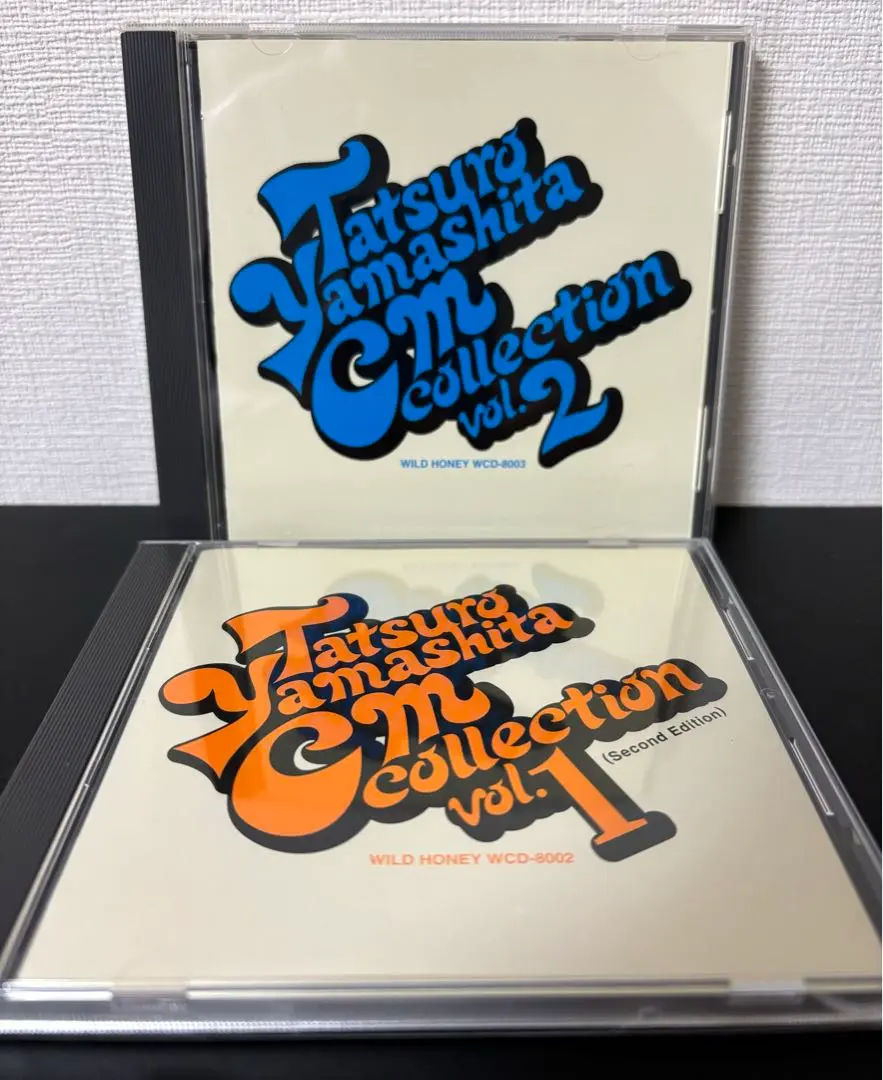 Tatsuro
Yamashita
CM
collection
vol.2
WILD HONEY WCD-8003
Tatsuro
Yamashita
CM
collection
(Second Edition)
vol.1
WILD HONEY WCD-8002